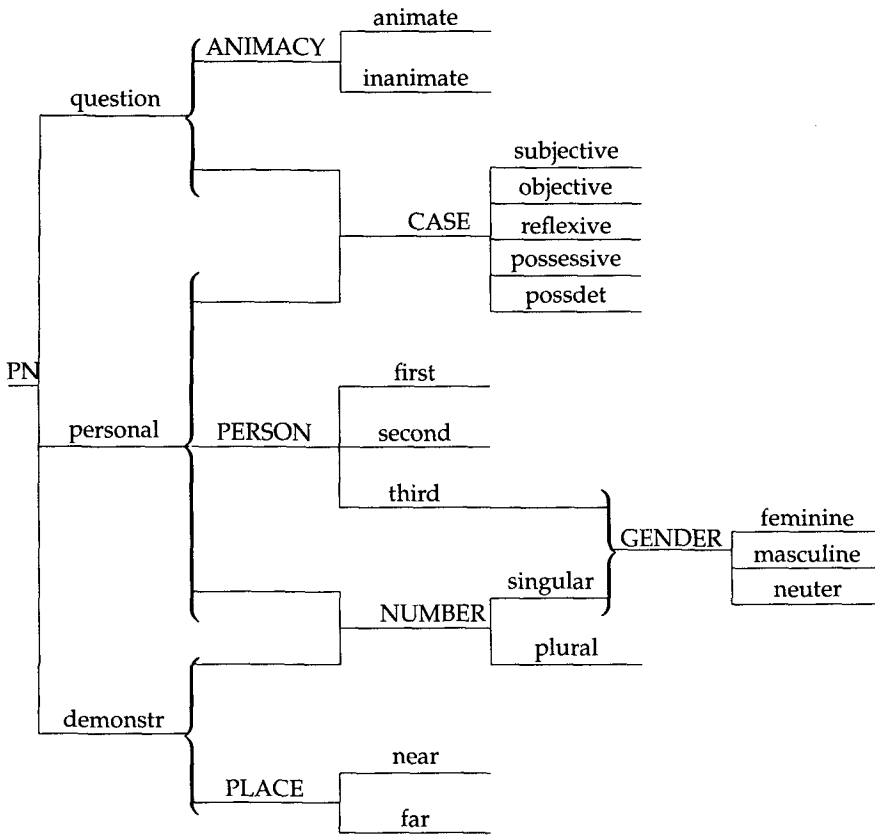 animate
ANIMACY
inanimate
question
subjective
objective
CASE
reflexive
possessive
possdet
PN
first
personal
PERSON
second
third
feminine
GENDER
masculine
singular
neuter
NUMBER
plural
demonstr
near
PLACE
far